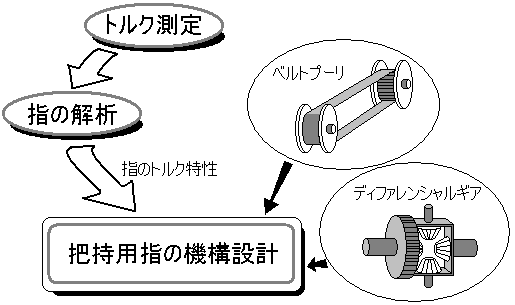 トルク測定
ベルトプーリ
指の解析
指のトルク特性
ディファレンシャルギア
把持用指の機構設計